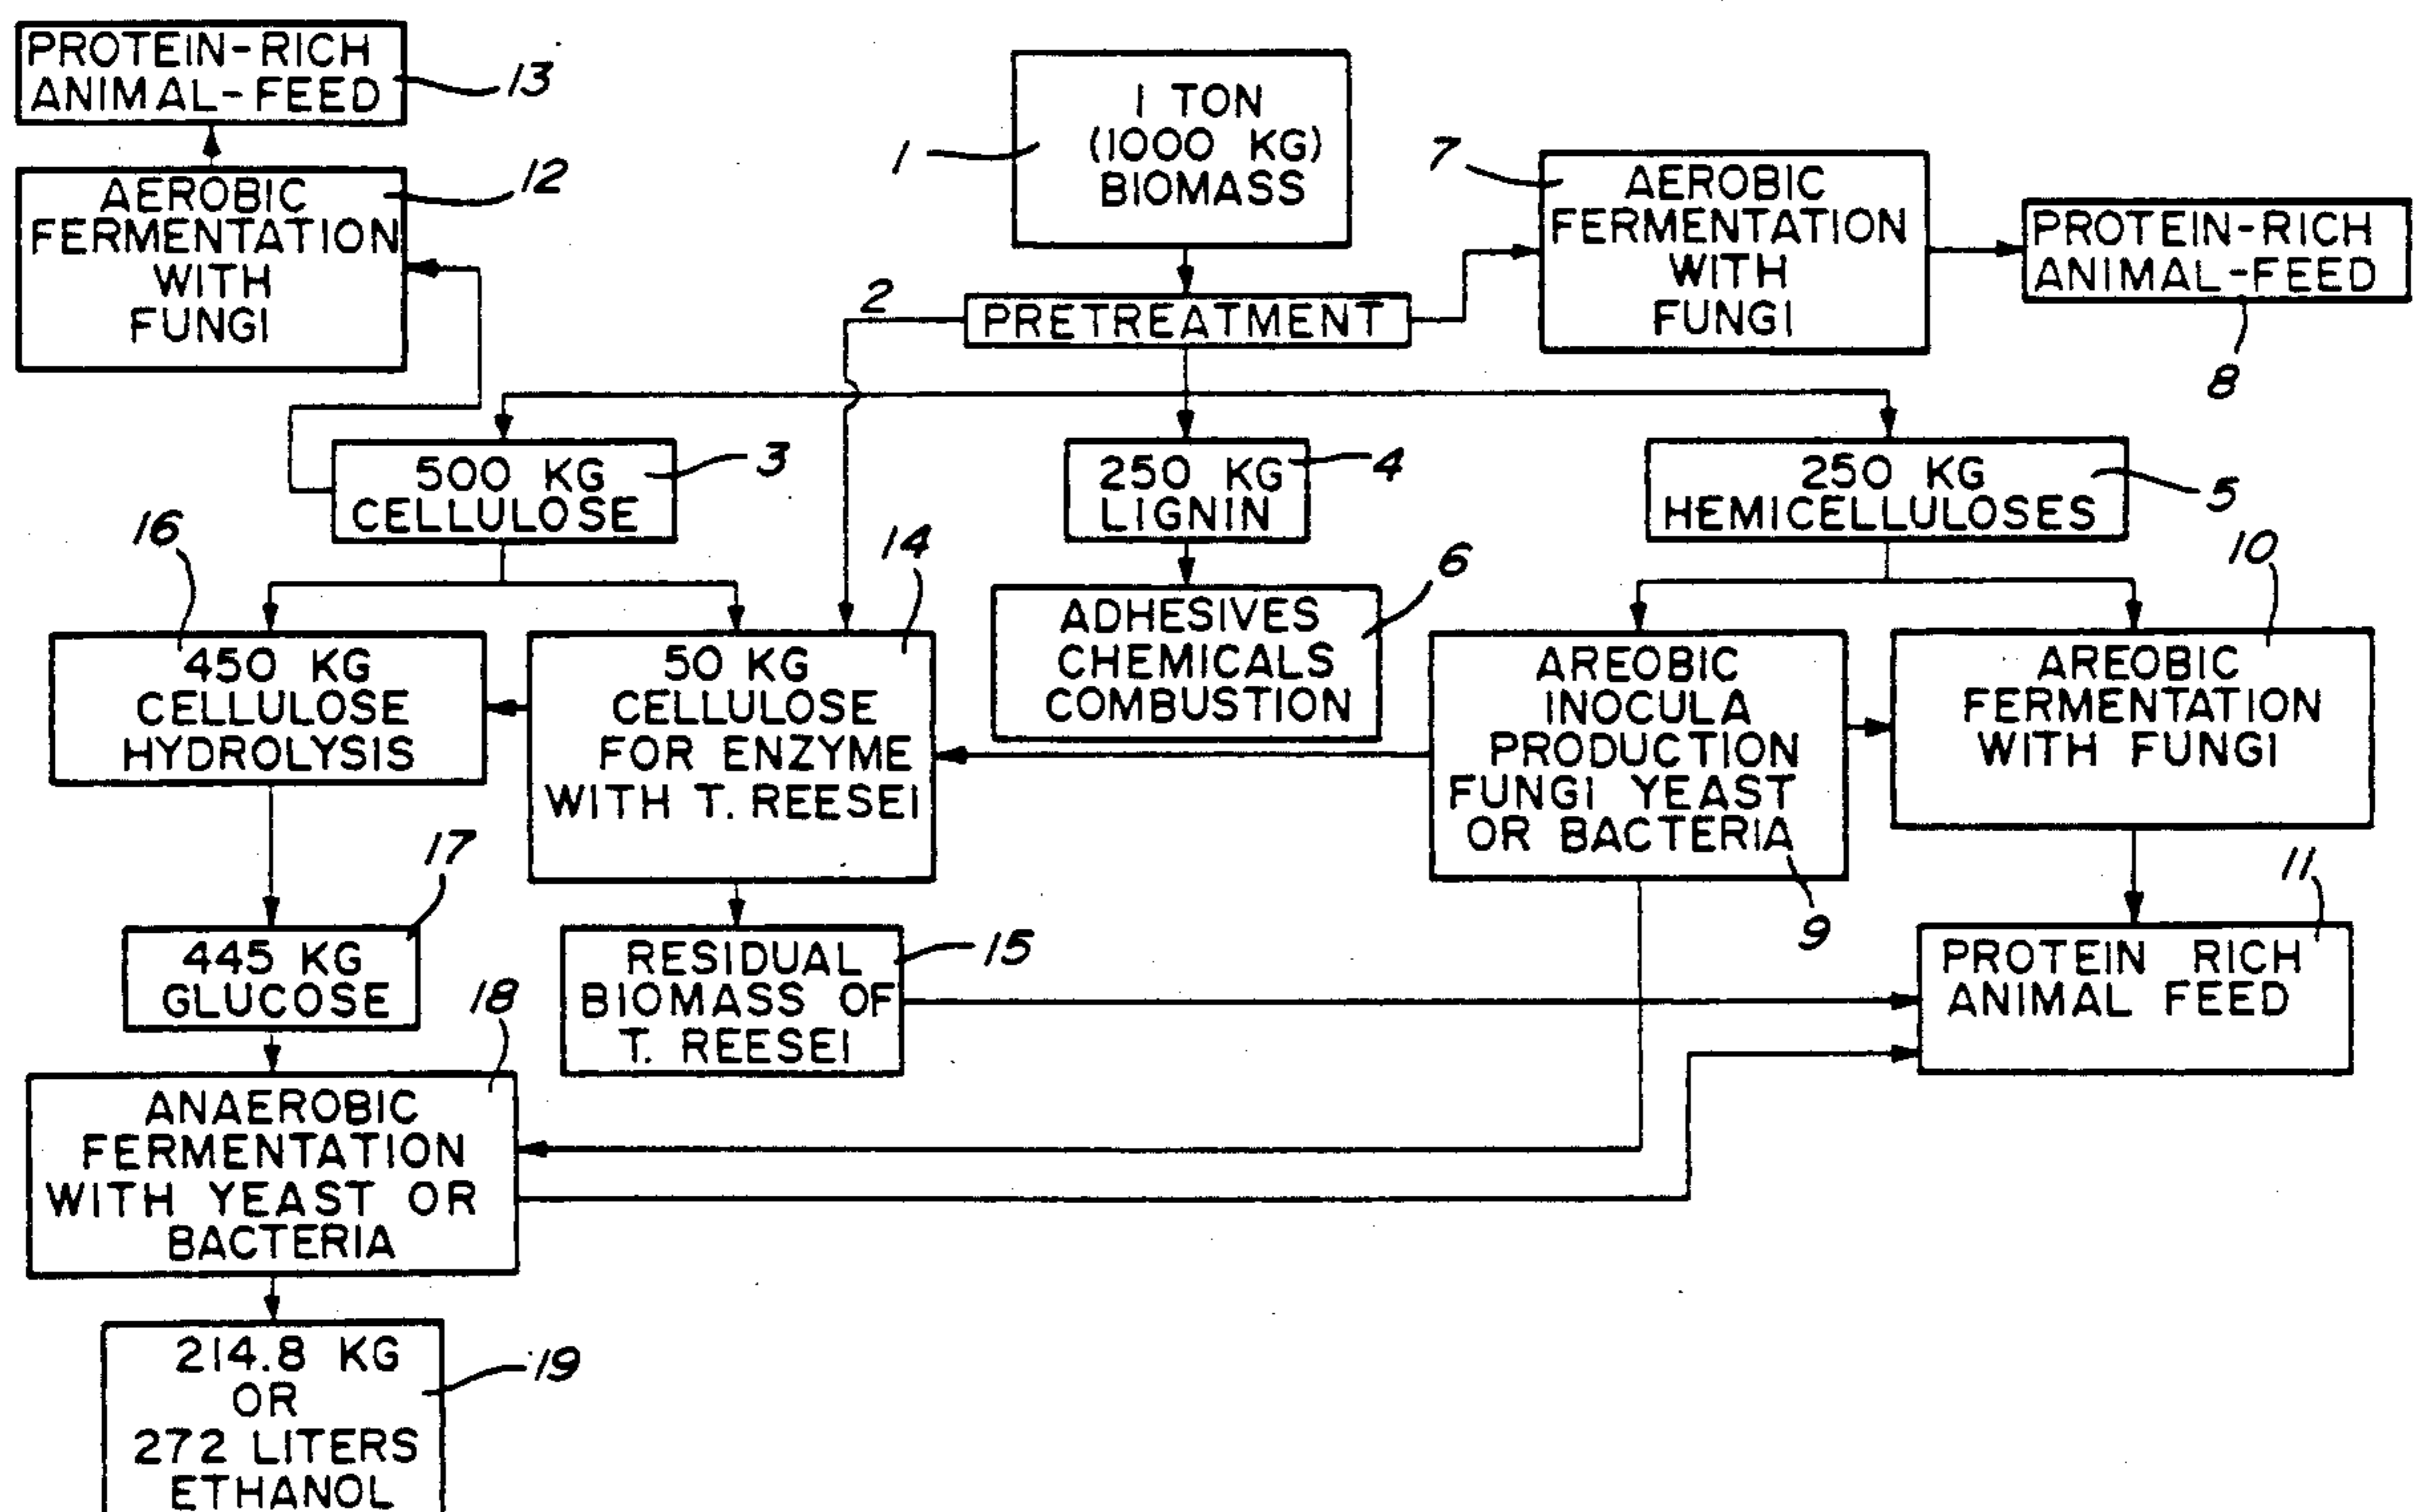 PROTEIN-RICH
ANIMAL-FEED
13
1 TON
(1000 KG)
BIOMASS
1
AEROBIC
FERMENTATION
WITH
FUNGI
12
7
AEROBIC
FERMENTATION
WITH
FUNGI
PROTEIN-RICH
ANIMAL-FEED
8
2
PRETREATMENT
500 KG
CELLULOSE
3
250 KG
LIGNIN
4
250 KG
HEMICELLULOSES
5
16
450 KG
CELLULOSE
HYDROLYSIS
14
50 KG
CELLULOSE
FOR ENZYME
WITH T. REESEI
6
ADHESIVES
CHEMICALS
COMBUSTION
AREOBIC
INOCULA
PRODUCTION
FUNGI YEAST
OR BACTERIA
9
10
AREOBIC
FERMENTATION
WITH FUNGI
17
445 KG
GLUCOSE
RESIDUAL
BIOMASS OF
T. REESEI
15
11
PROTEIN RICH
ANIMAL FEED
18
ANAEROBIC
FERMENTATION
WITH YEAST OR
BACTERIA
214.8 KG
OR
272 LITERS
ETHANOL
19